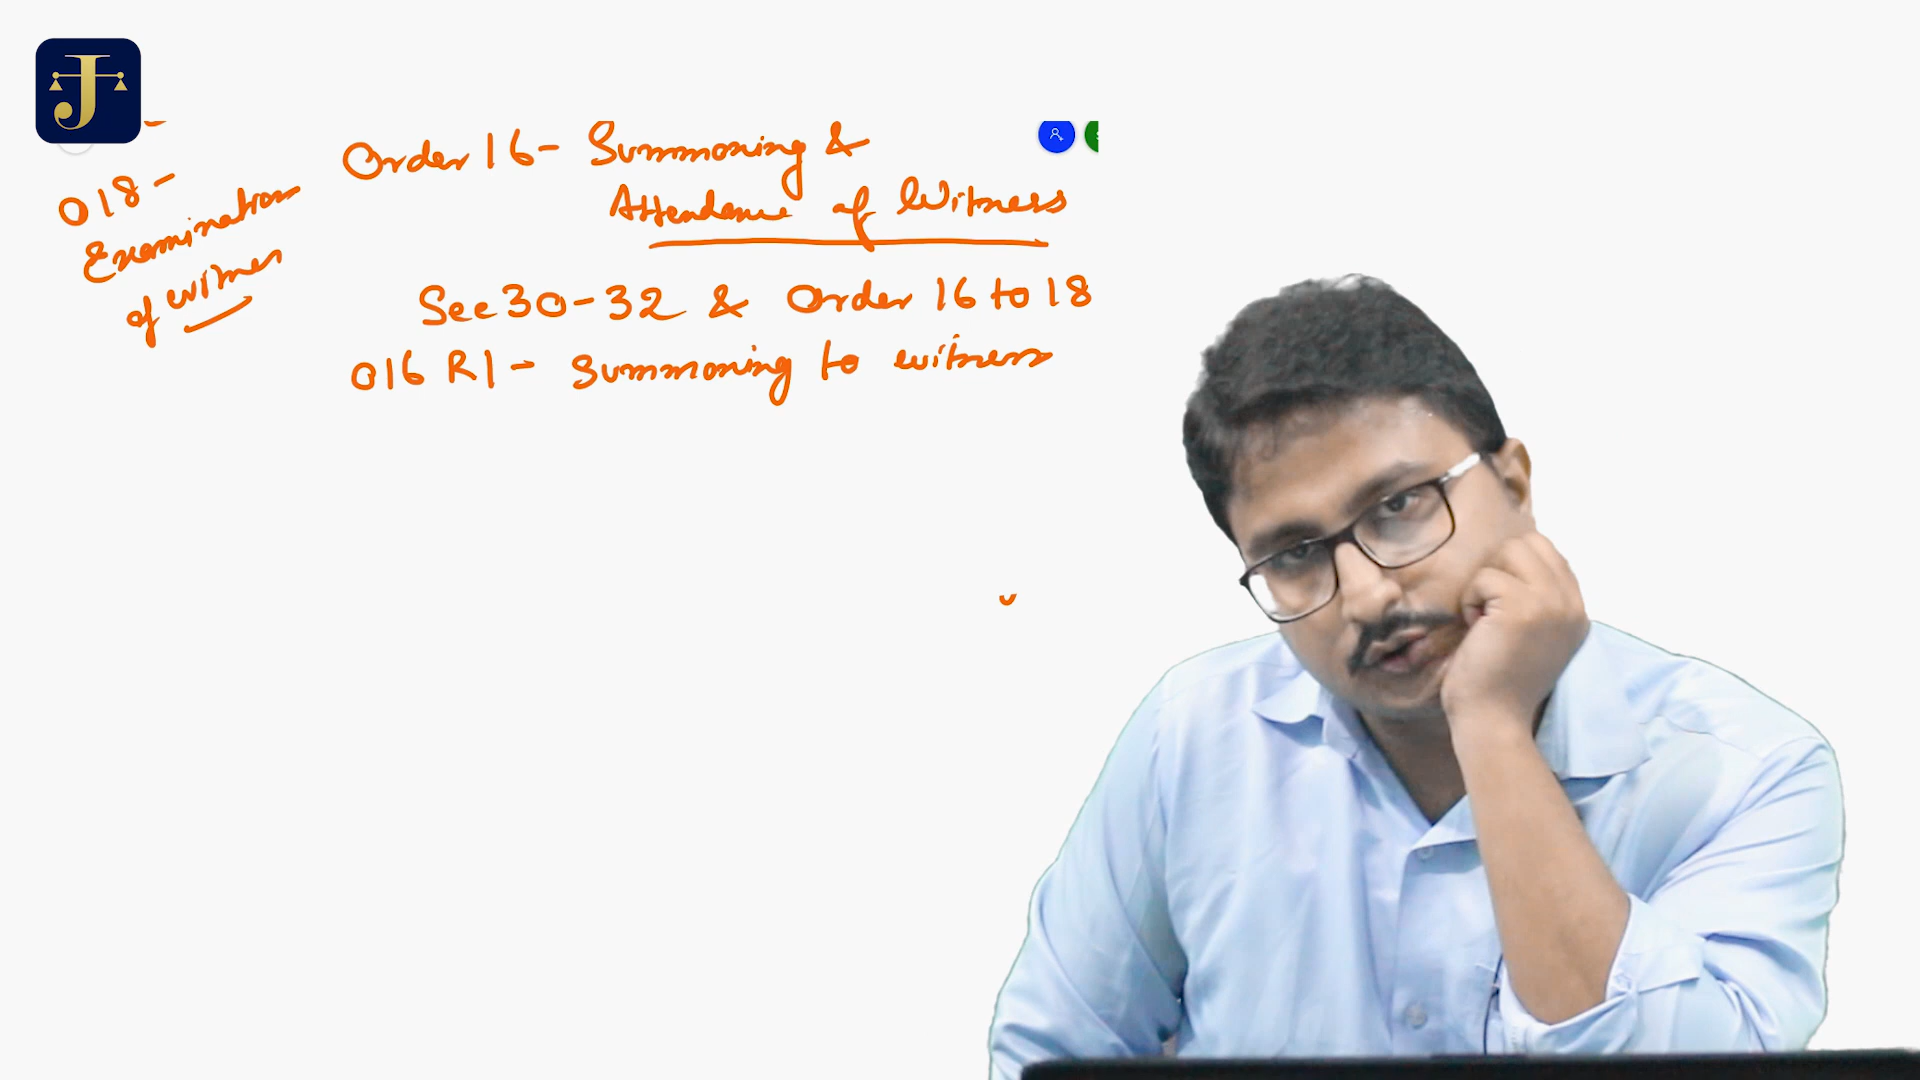 Order 16- Summoning &
Attendance of Witness
O18-
Examination
of witness
Sec 30-32 & Order 16 to 18
O16 R1- Summoning to witness